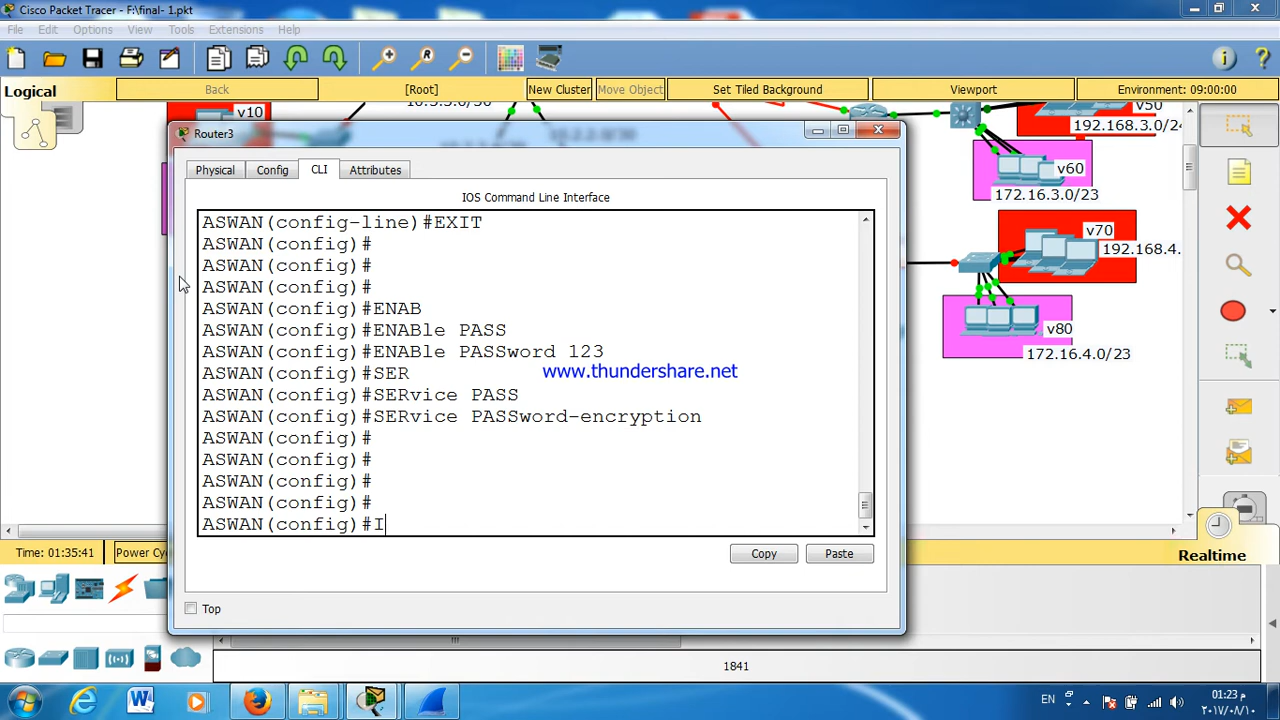 Cisco Packet Tracer - F:\final- 1.pkt
File Edit Options View Tools Extensions Help
Logical Back [Root] New Cluster Move Object Set Tiled Background Viewport Environment: 09:00:00
v10
v50
192.168.3.0/24
v60
172.16.3.0/23
v70
192.168.4.
v80
172.16.4.0/23
Router3
Physical Config CLI Attributes
IOS Command Line Interface
ASWAN(config-line)#EXIT
ASWAN(config)#
ASWAN(config)#
ASWAN(config)#
ASWAN(config)#ENAB
ASWAN(config)#ENABle PASS
ASWAN(config)#ENABle PASSword 123
ASWAN(config)#SER
www.thundershare.net
ASWAN(config)#SERvice PASS
ASWAN(config)#SERvice PASSword-encryption
ASWAN(config)#
ASWAN(config)#
ASWAN(config)#
ASWAN(config)#
ASWAN(config)#I
Copy Paste
Top
Time: 01:35:41 Power Cyc
Realtime
1841
EN
01:23 م
٢٠١٧/٠٨/١٠